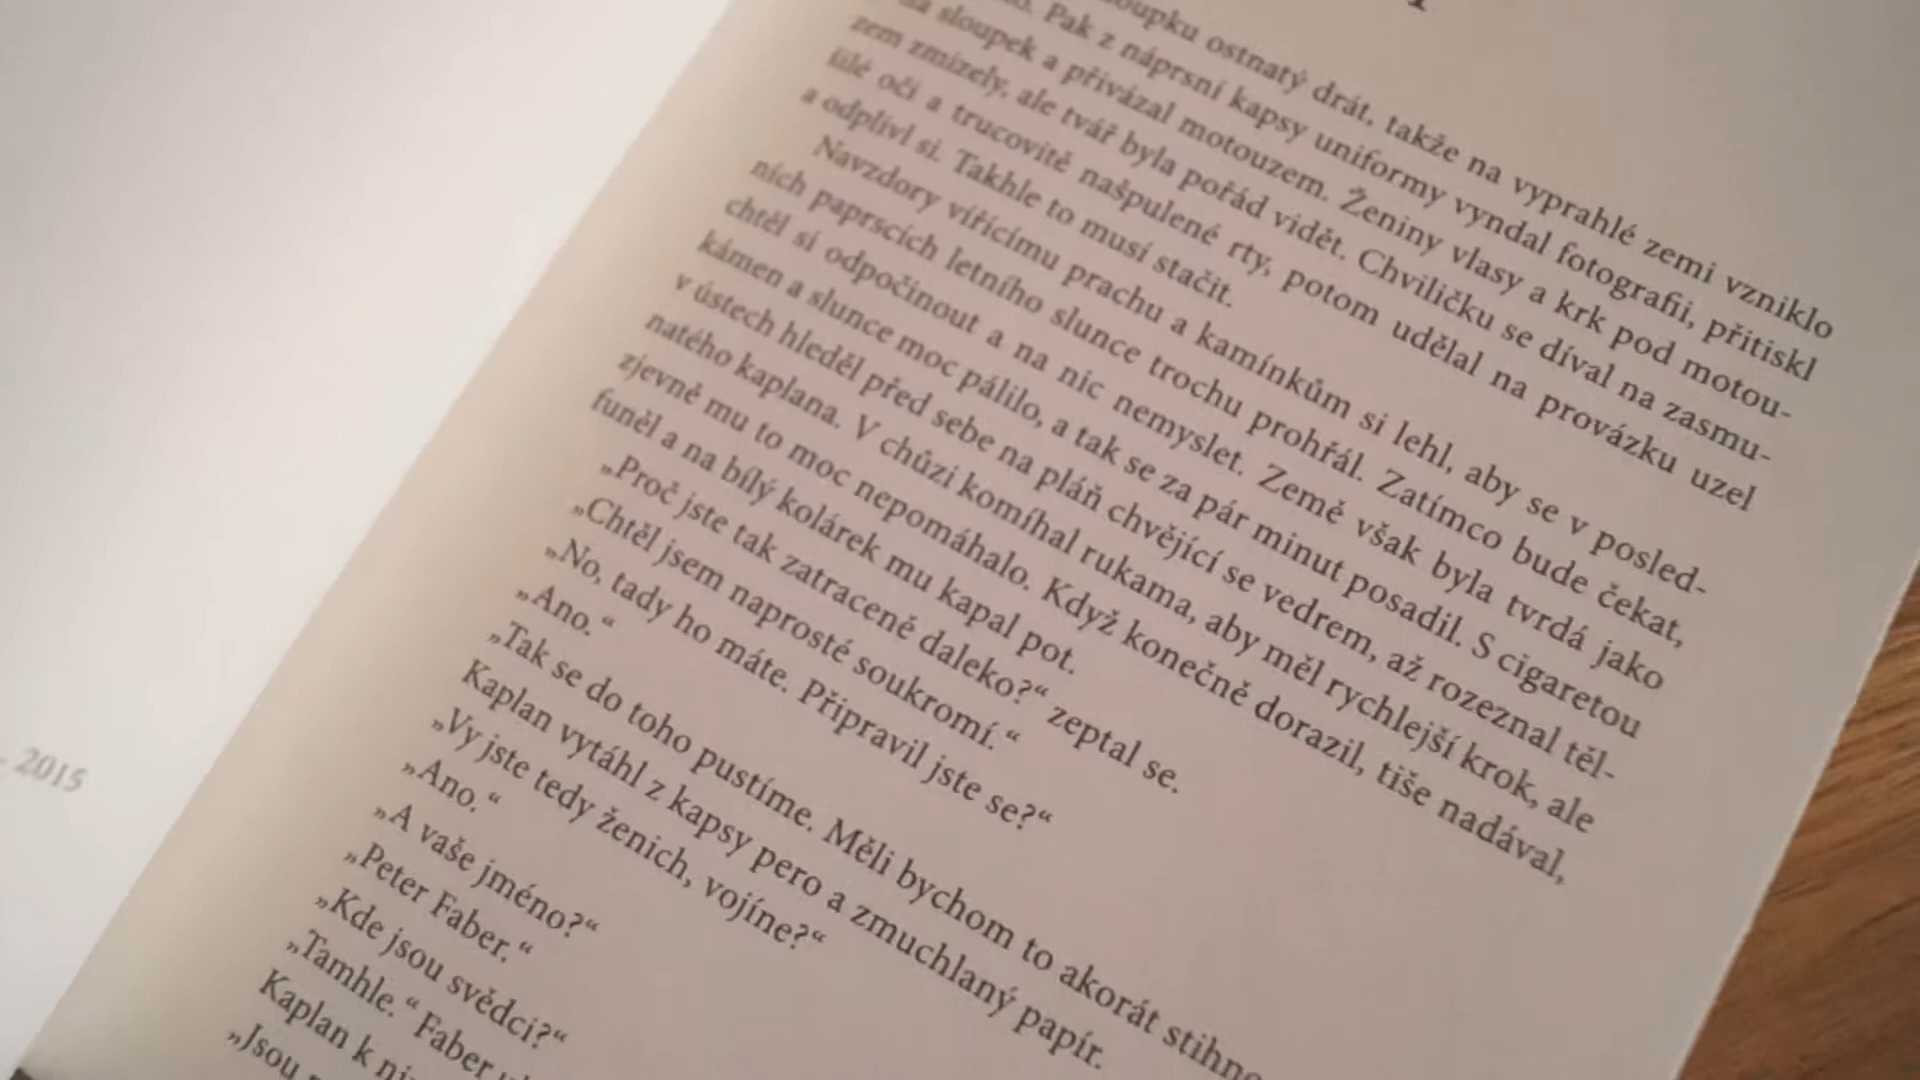 sloupku ostnatý drát, takže na vyprahlé zemi vzniklo
Pak z náprsní kapsy uniformy vyndal fotografii, přitiskl
na sloupek a přivázal motouzem. Ženiny vlasy a krk pod motou-
zem zmizely, ale tvář byla pořád vidět. Chviličku se díval na zasmu-
šilé oči a trucovitě našpulené rty, potom udělal na provázku uzel
a odplivl si. Takhle to musí stačit.
Navzdory vířícímu prachu a kamínkům si lehl, aby se v posled-
ních paprscích letního slunce trochu prohřál. Zatímco bude čekat,
chtěl si odpočinout a na nic nemyslet. Země však byla tvrdá jako
kámen a slunce moc pálilo, a tak se za pár minut posadil. S cigaretou
v ústech hleděl před sebe na pláň chvějící se vedrem, až rozeznal těl-
natého kaplana. V chůzi komíhal rukama, aby měl rychlejší krok, ale
zjevně mu to moc nepomáhalo. Když konečně dorazil, tiše nadával,
funěl a na bílý kolárek mu kapal pot.
„Proč jste tak zatraceně daleko?“ zeptal se.
„Chtěl jsem naprosté soukromí.“
„No, tady ho máte. Připravil jste se?“
„Ano.“
„Tak se do toho pustíme. Měli bychom to akorát stihno
Kaplan vytáhl z kapsy pero a zmuchlaný papír.
„Vy jste tedy ženich, vojíne?“
„Ano.“
„A vaše jméno?“
„Peter Faber.“
„Kde jsou svědci?“
„Tamhle.“ Faber
Kaplan k
„Jsou
2015